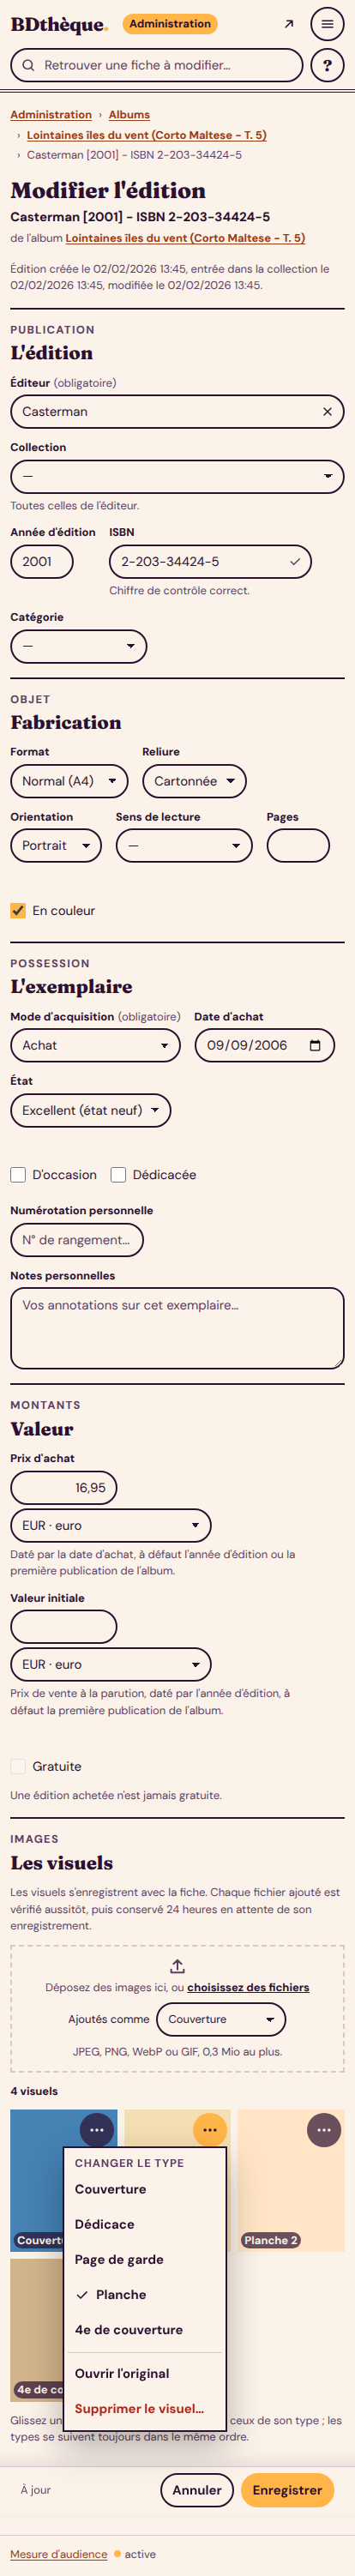 BDthèque.
Administration
Retrouver une fiche à modifier...
?
Administration › Albums
› Lointaines îles du vent (Corto Maltese - T. 5)
› Casterman [2001] - ISBN 2-203-34424-5
Modifier l'édition
Casterman [2001] - ISBN 2-203-34424-5
de l'album Lointaines îles du vent (Corto Maltese - T. 5)
Édition créée le 02/02/2026 13:45, entrée dans la collection le
02/02/2026 13:45, modifiée le 02/02/2026 13:45.
PUBLICATION
L'édition
Éditeur (obligatoire)
Casterman
Collection
—
Toutes celles de l'éditeur.
Année d'édition ISBN
2001 2-203-34424-5
Chiffre de contrôle correct.
Catégorie
—
OBJET
Fabrication
Format Reliure
Normal (A4) Cartonnée
Orientation Sens de lecture Pages
Portrait —
En couleur
POSSESSION
L'exemplaire
Mode d'acquisition (obligatoire) Date d'achat
Achat 09/09/2006
État
Excellent (état neuf)
D'occasion Dédicacée
Numérotation personnelle
N° de rangement...
Notes personnelles
Vos annotations sur cet exemplaire...
MONTANTS
Valeur
Prix d'achat
16,95
EUR · euro
Daté par la date d'achat, à défaut l'année d'édition ou la
première publication de l'album.
Valeur initiale
EUR · euro
Prix de vente à la parution, daté par l'année d'édition, à
défaut la première publication de l'album.
Gratuite
Une édition achetée n'est jamais gratuite.
IMAGES
Les visuels
Les visuels s'enregistrent avec la fiche. Chaque fichier ajouté est
vérifié aussitôt, puis conservé 24 heures en attente de son
enregistrement.
Déposez des images ici, ou choisissez des fichiers
Ajoutés comme Couverture
JPEG, PNG, WebP ou GIF, 0,3 Mio au plus.
4 visuels
Planche 2
CHANGER LE TYPE
Couverture
Dédicace
Page de garde
Planche
4e de couverture
Ouvrir l'original
Supprimer le visuel...
4e de
Glissez ceux de son type ; les
types se suivent toujours dans le même ordre.
À jour Annuler Enregistrer
Mesure d'audience active